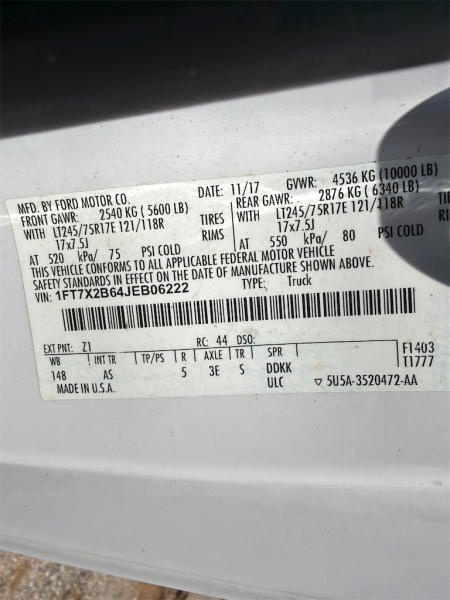 MFD. BY FORD MOTOR CO.
DATE: 11/17 GVWR: 4536 KG (10000 LB)
FRONT GAWR: 2540 KG (5600 LB)
REAR GAWR: 2876 KG (6340 LB)
WITH LT245/75R17E 121/118R TIRES
WITH LT245/75R17E 121/118R TIRE
17x7.5J RIMS
17x7.5J RIMS
AT 520 kPa/ 75 PSI COLD
AT 550 kPa/ 80 PSI COLD
THIS VEHICLE CONFORMS TO ALL APPLICABLE FEDERAL MOTOR VEHICLE
SAFETY STANDARDS IN EFFECT ON THE DATE OF MANUFACTURE SHOWN ABOVE.
VIN: 1FT7X2B64JEB06222 TYPE: Truck
EXT PNT: Z1 RC: 44 DSO:
WB INT TR TP/PS R AXLE TR SPR
148 AS 5 3E S DDKK
F1403
T1777
MADE IN U.S.A. ULC ▽ 5U5A-3520472-AA